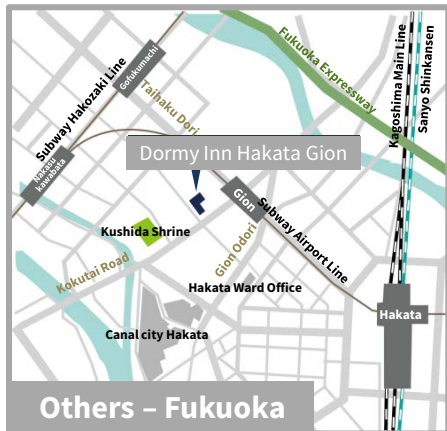 Fukuoka Expressway
Kagoshima Main Line
Sanyo Shinkansen
Subway Hakozaki Line
Gofukumachi
Taihaku Dori
Nakasu
kawabata
Dormy Inn Hakata Gion
Gion
Subway Airport Line
Kushida Shrine
Gion Odori
Kokutai Road
Hakata Ward Office
Hakata
Canal city Hakata
Others – Fukuoka